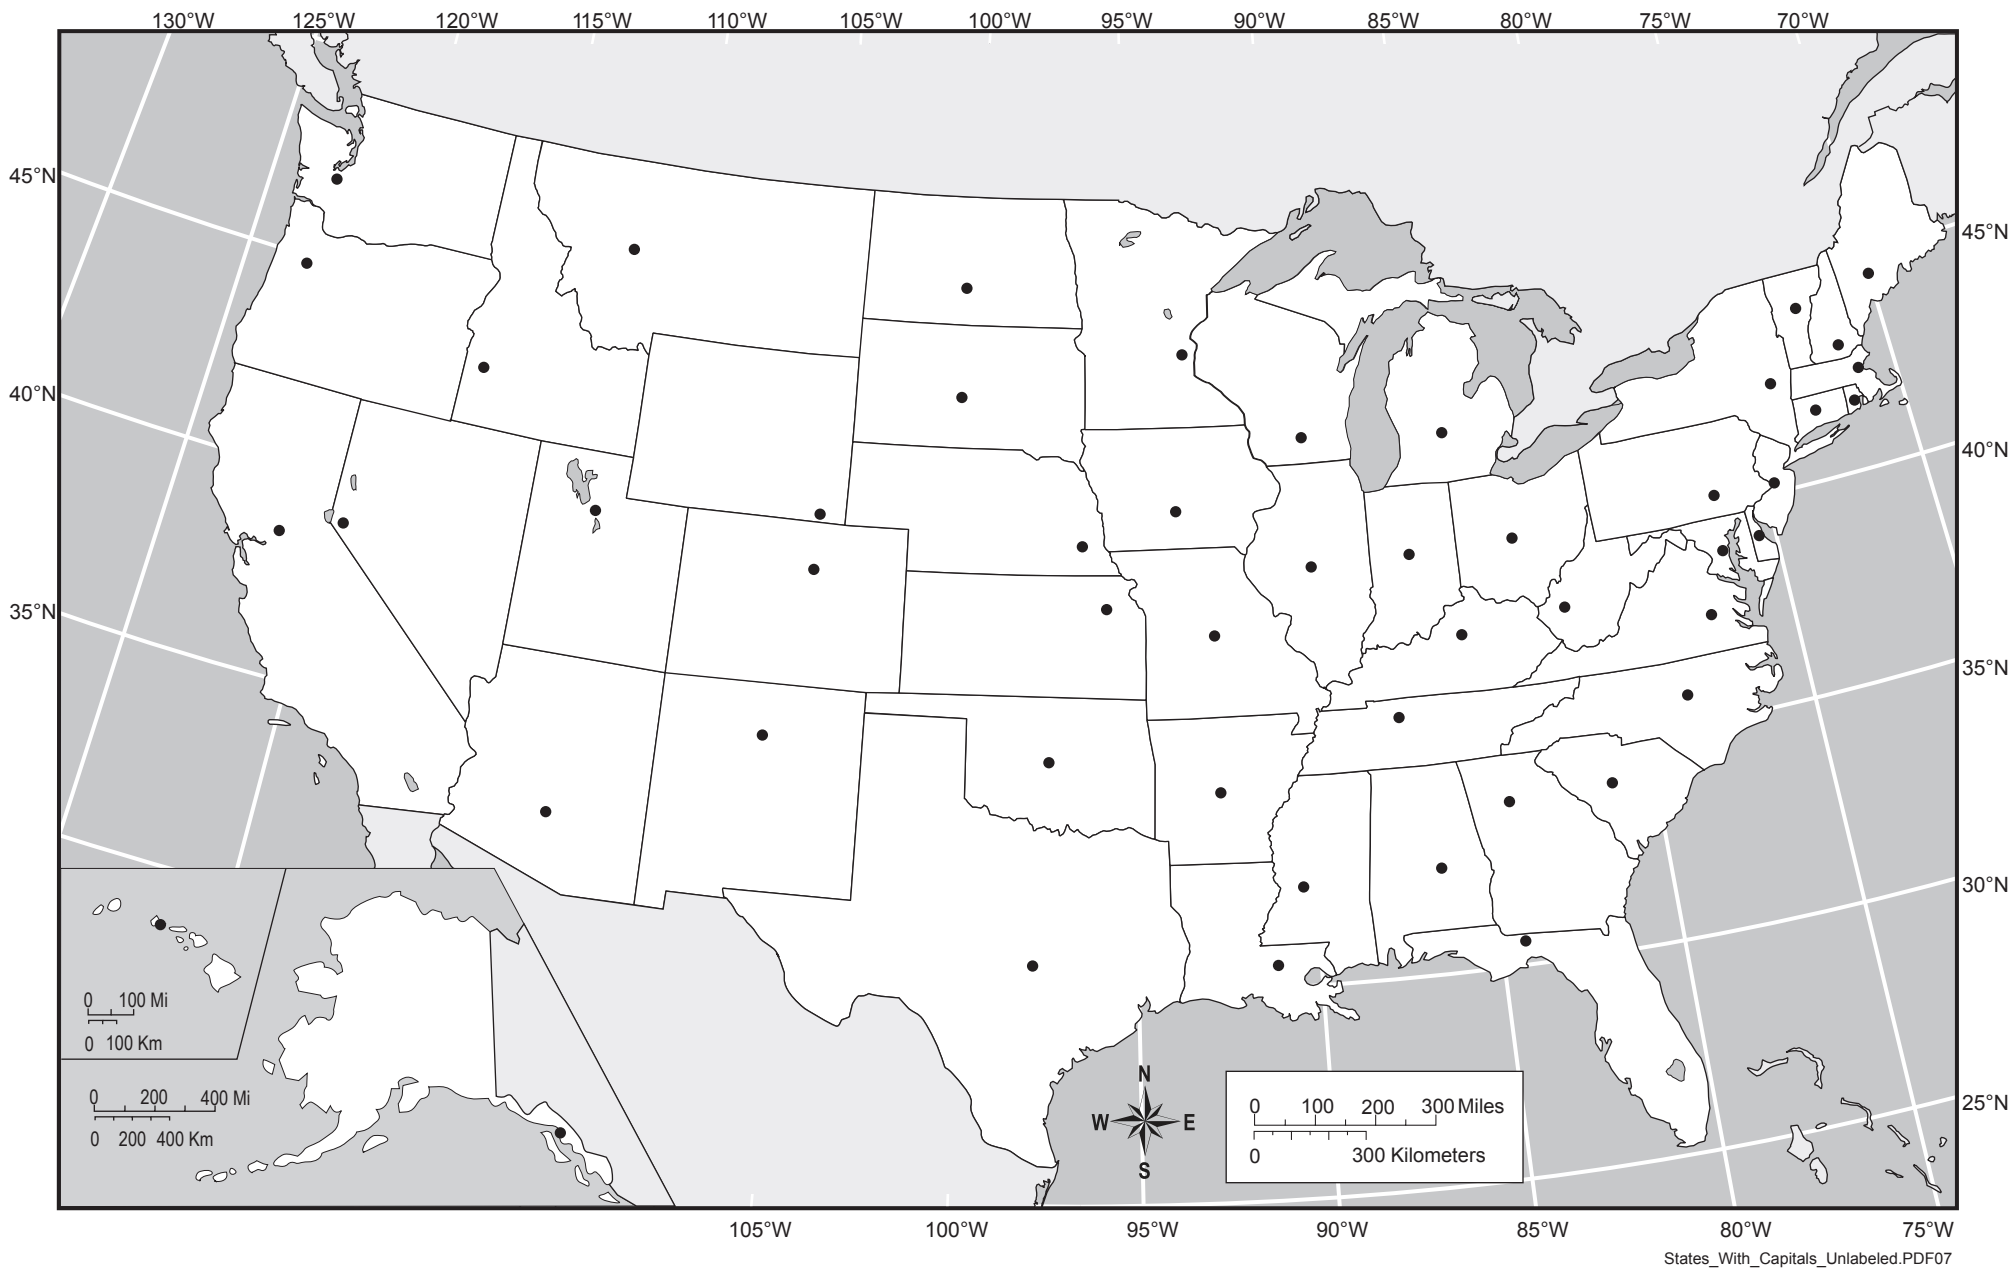 130°W 125°W 120°W 115°W 110°W 105°W 100°W 95°W 90°W 85°W 80°W 75°W 70°W
45°N
45°N
40°N
40°N
35°N
35°N
30°N
25°N
0 100 Mi
0 100 Km
0 200 400 Mi
0 200 400 Km
N
W E
S
0 100 200 300 Miles
0 300 Kilometers
105°W 100°W 95°W 90°W 85°W 80°W 75°W
States_With_Capitals_Unlabeled.PDF07